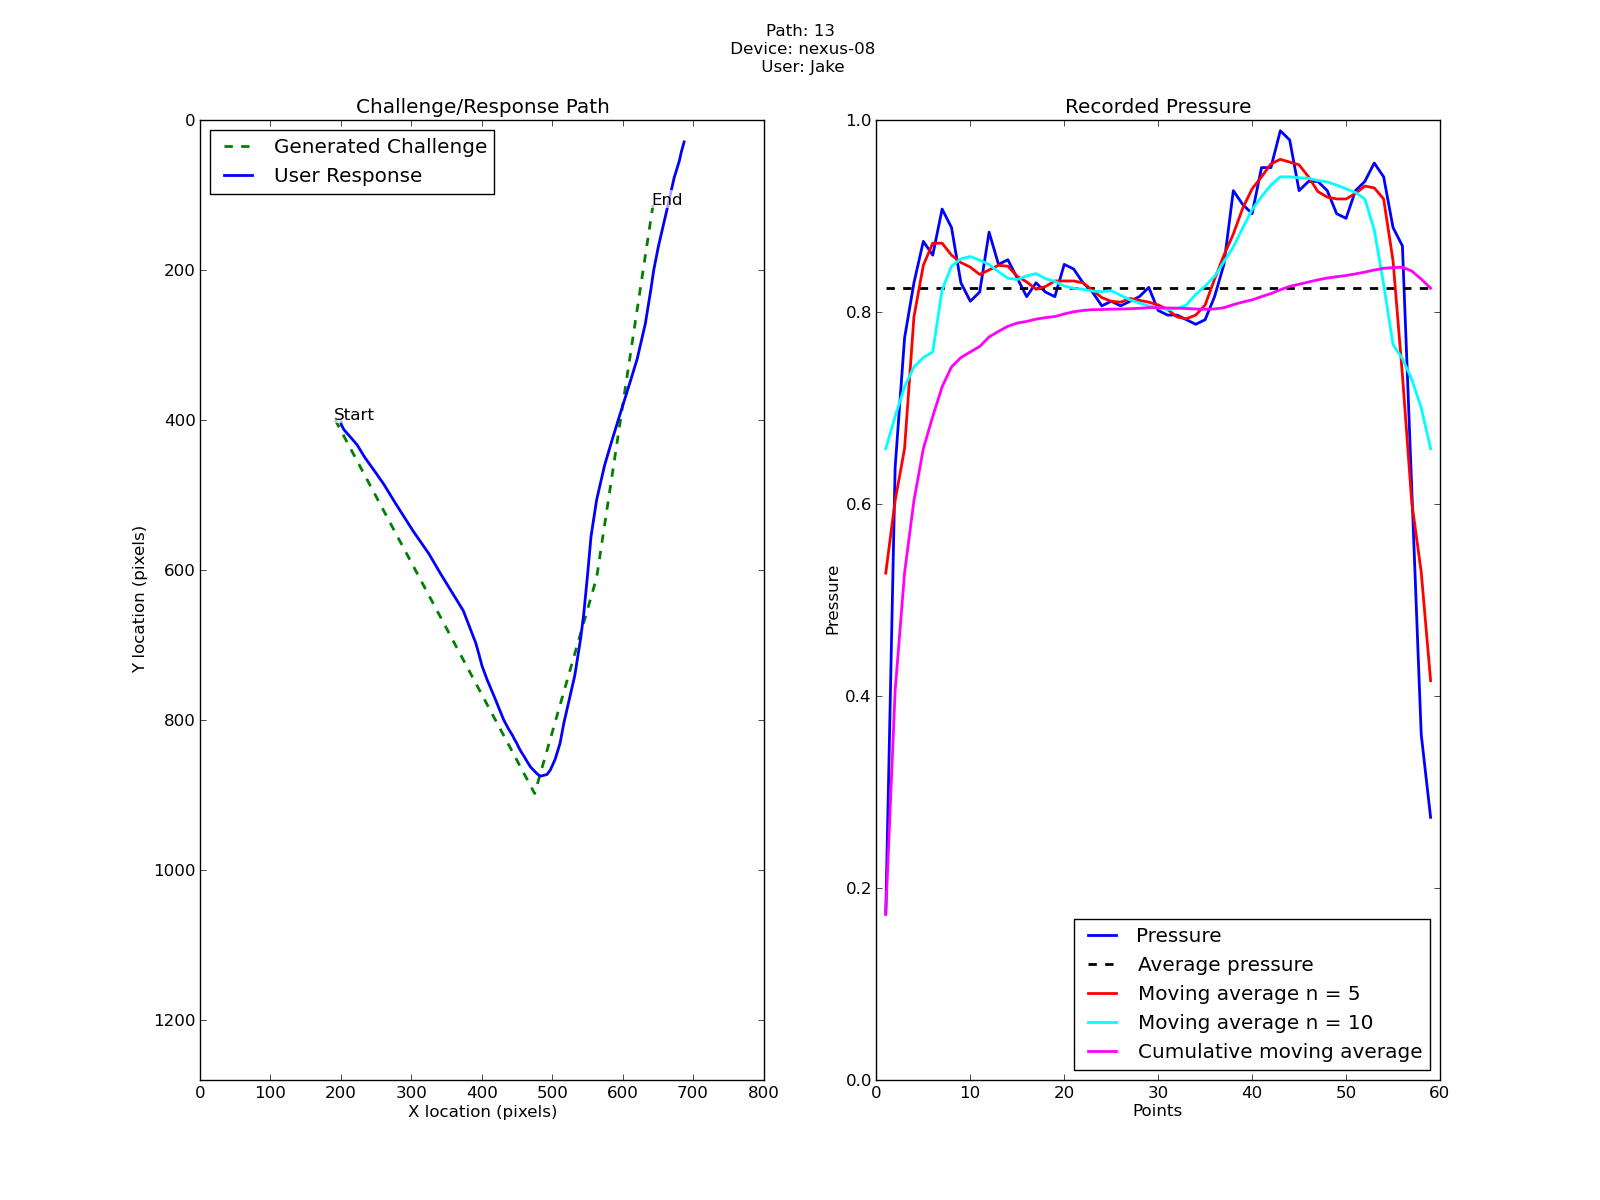 Path: 13
Device: nexus-08
User: Jake
Challenge/Response Path
Generated Challenge
User Response
Start
End
0
200
400
600
800
1000
1200
Y location (pixels)
0 100 200 300 400 500 600 700 800
X location (pixels)
Recorded Pressure
1.0
0.8
0.6
0.4
0.2
0.0
Pressure
Pressure
Average pressure
Moving average n = 5
Moving average n = 10
Cumulative moving average
0 10 20 30 40 50 60
Points